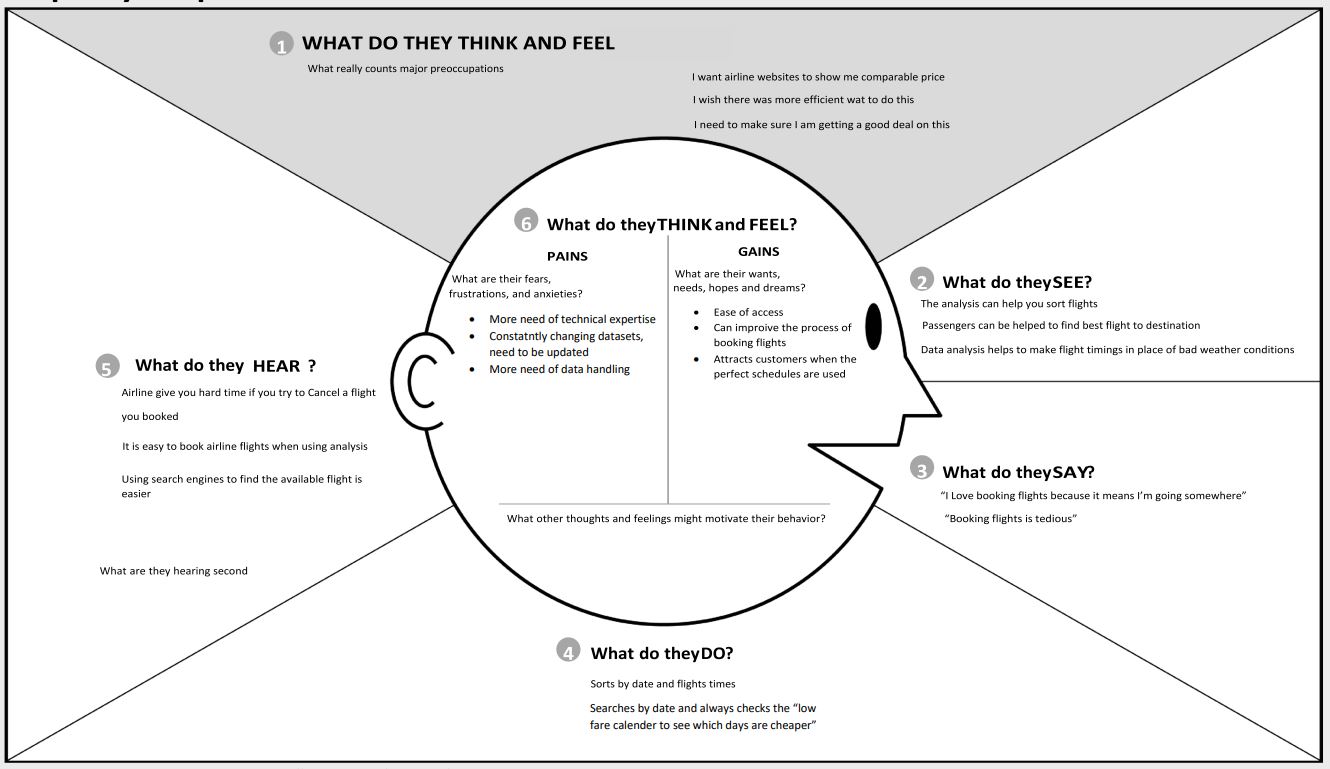 1 WHAT DO THEY THINK AND FEEL
What really counts major preoccupations
I want airline websites to show me comparable price
I wish there was more efficient wat to do this
I need to make sure I am getting a good deal on this
6 What do theyTHINK and FEEL?
PAINS
What are their fears,
frustrations, and anxieties?
• More need of technical expertise
• Constatntly changing datasets,
need to be updated
• More need of data handling
GAINS
What are their wants,
needs, hopes and dreams?
• Ease of access
• Can improive the process of
booking flights
• Attracts customers when the
perfect schedules are used
What other thoughts and feelings might motivate their behavior?
2 What do theySEE?
The analysis can help you sort flights
Passengers can be helped to find best flight to destination
Data analysis helps to make flight timings in place of bad weather conditions
3 What do theySAY?
“I Love booking flights because it means I’m going somewhere”
“Booking flights is tedious”
4 What do theyDO?
Sorts by date and flights times
Searches by date and always checks the “low
fare calender to see which days are cheaper”
5 What do they HEAR ?
Airline give you hard time if you try to Cancel a flight
you booked
It is easy to book airline flights when using analysis
Using search engines to find the available flight is
easier
What are they hearing second